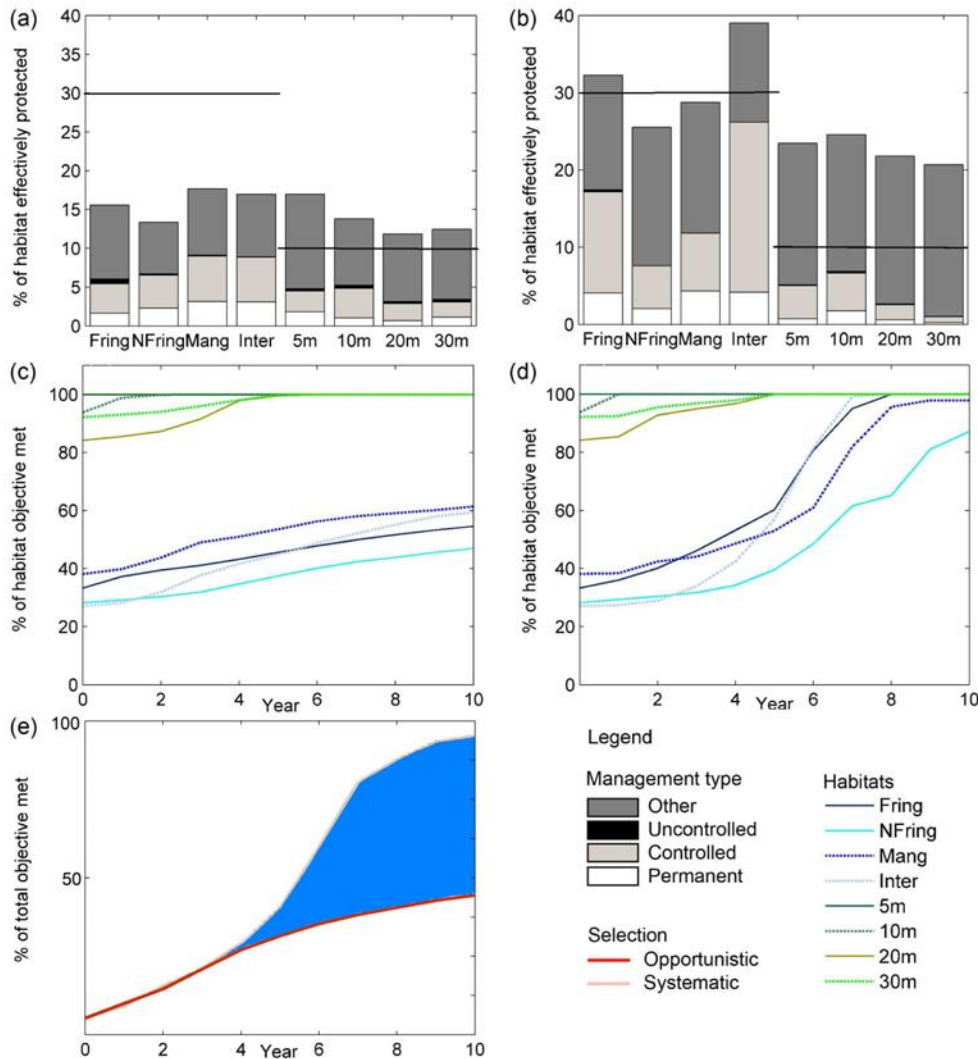 (a)
% of habitat effectively protected
40
35
30
25
20
15
10
5
0
Fring NFring Mang Inter 5m 10m 20m 30m
(b)
% of habitat effectively protected
40
30
20
10
0
Fring NFring Mang Inter 5m 10m 20m 30m
(c)
% of habitat objective met
100
80
60
40
20
0
0 2 4 6 8 10
Year
(d)
% of habitat objective met
100
80
60
40
20
0
0 2 4 6 8 10
Year
(e)
% of total objective met
100
50
0 2 4 6 8 10
Year
Legend
Management type
Other
Uncontrolled
Controlled
Permanent
Selection
Opportunistic
Systematic
Habitats
Fring
NFring
Mang
Inter
5m
10m
20m
30m